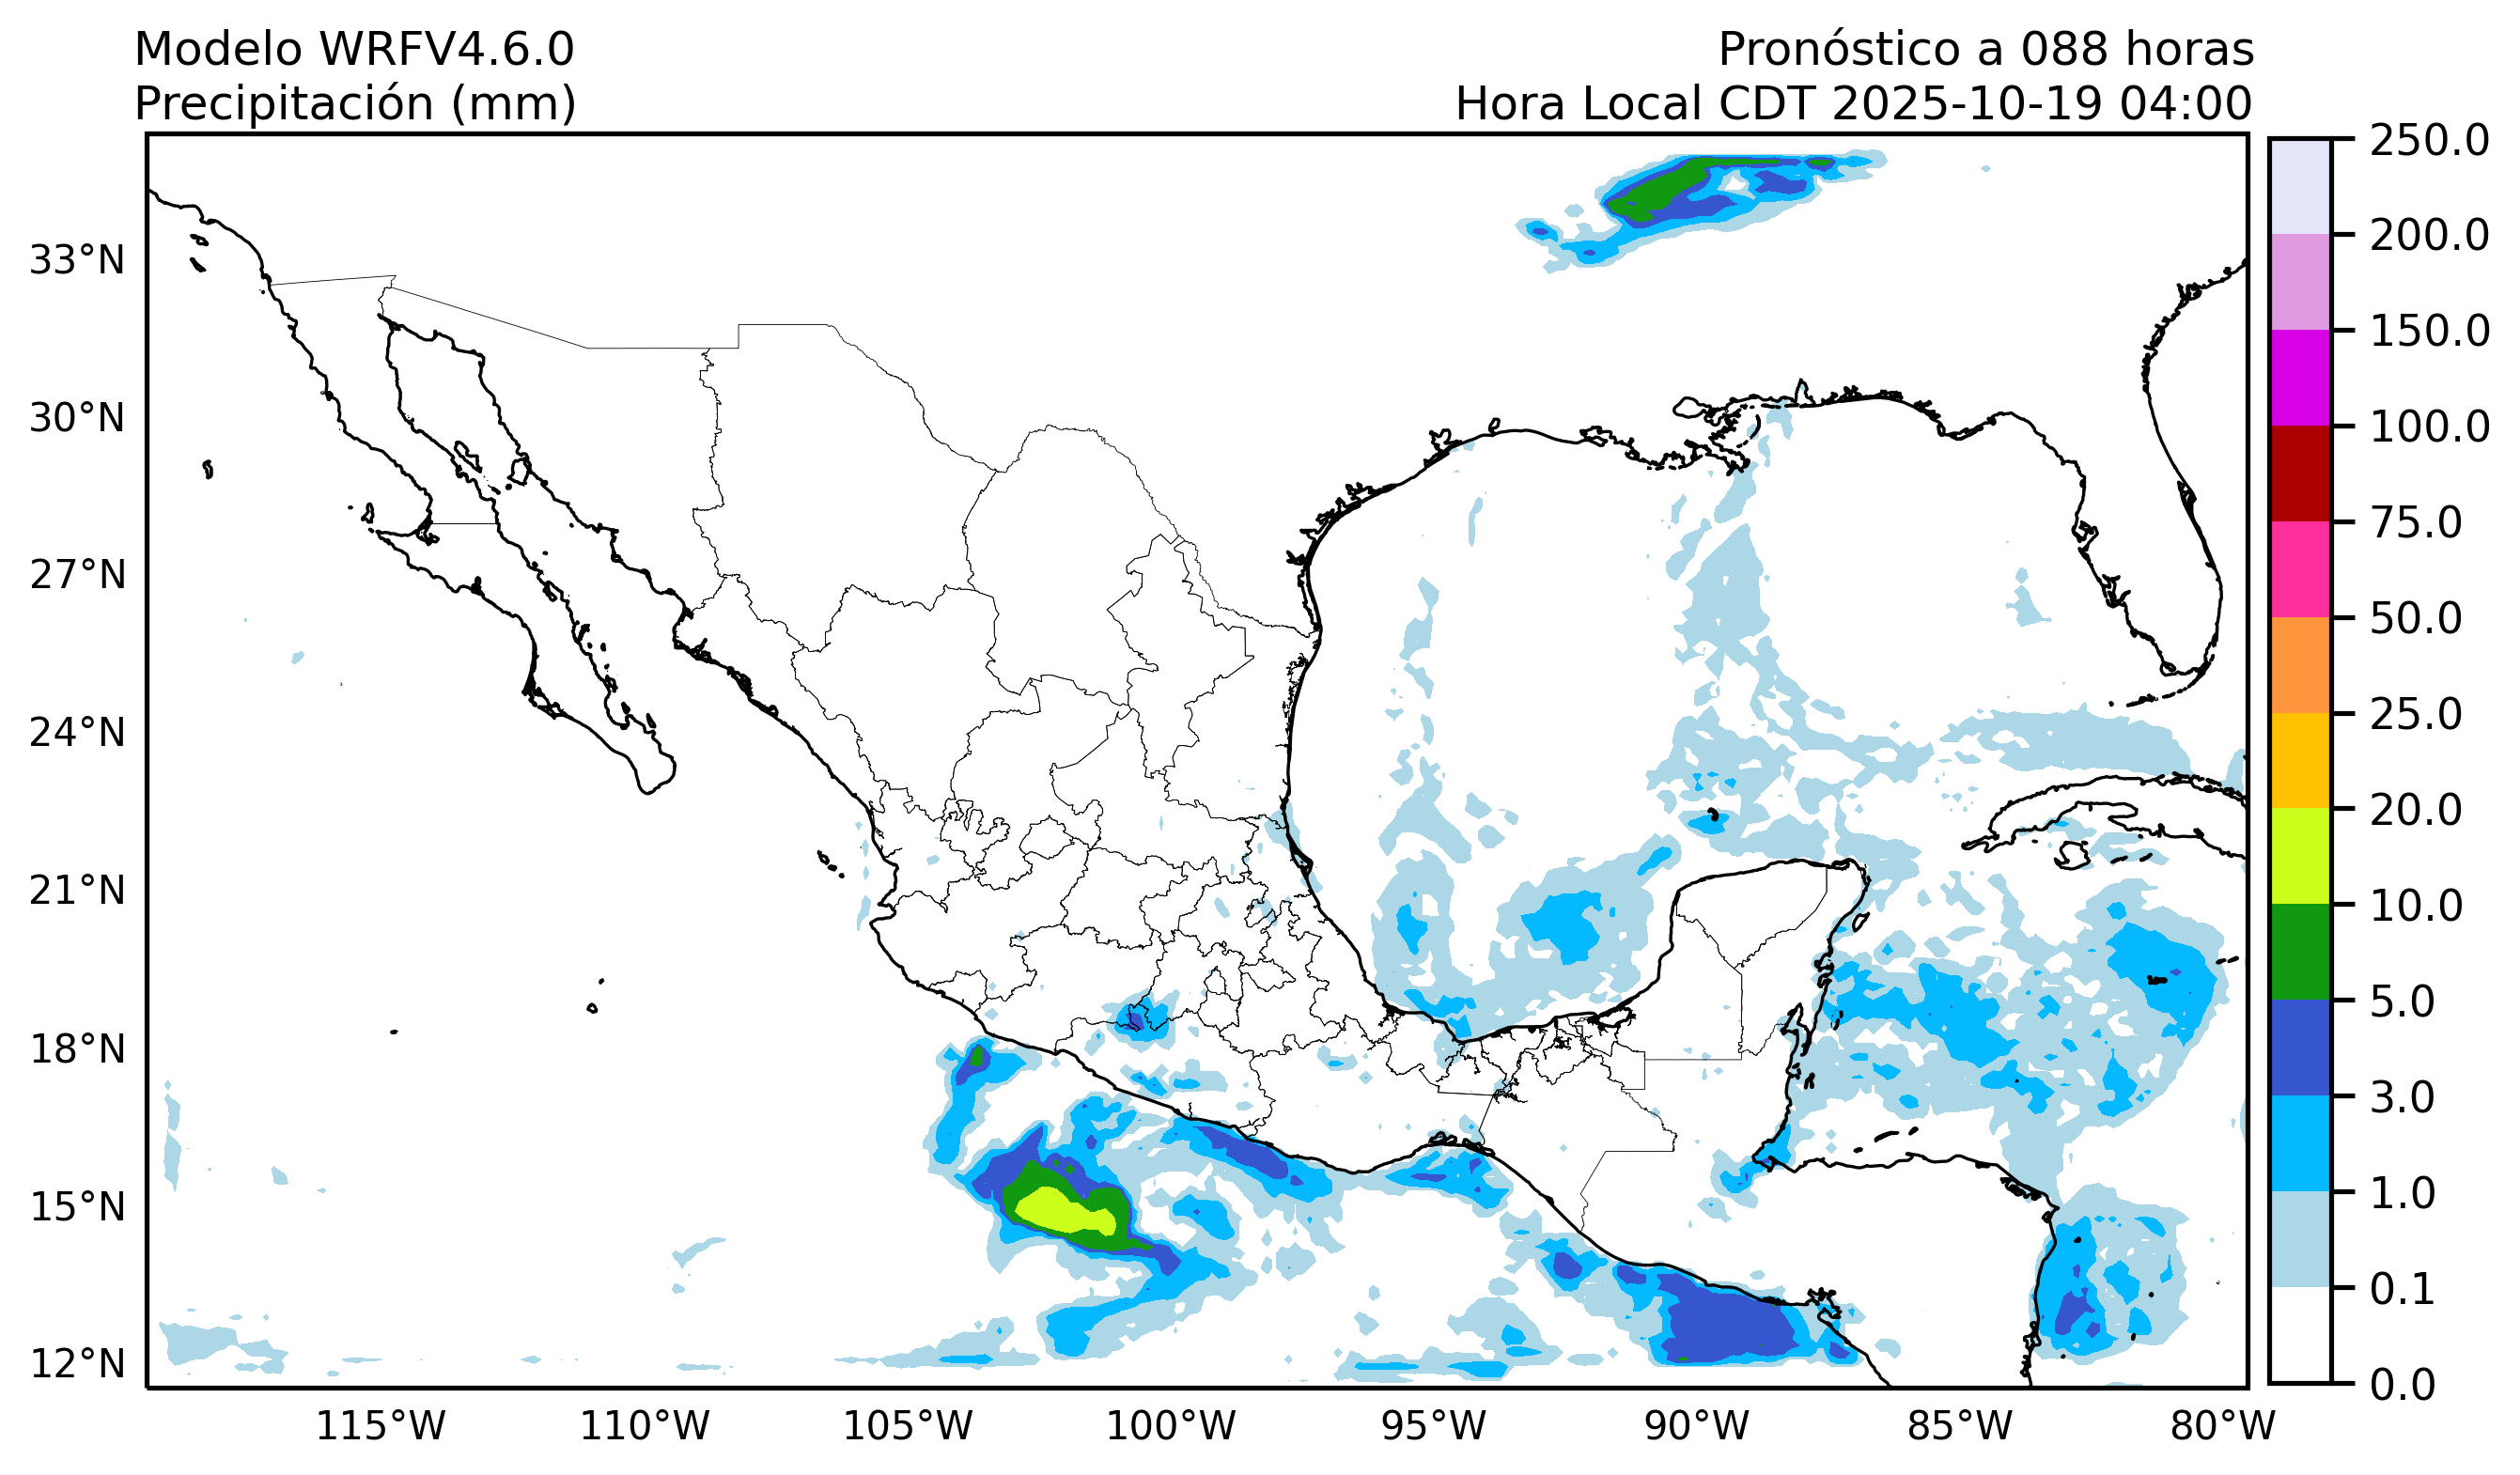 Modelo WRFV4.6.0
Precipitación (mm)
Pronóstico a 088 horas
Hora Local CDT 2025-10-19 04:00
33°N
30°N
27°N
24°N
21°N
18°N
15°N
12°N
115°W
110°W
105°W
100°W
95°W
90°W
85°W
80°W
250.0
200.0
150.0
100.0
75.0
50.0
25.0
20.0
10.0
5.0
3.0
1.0
0.1
0.0